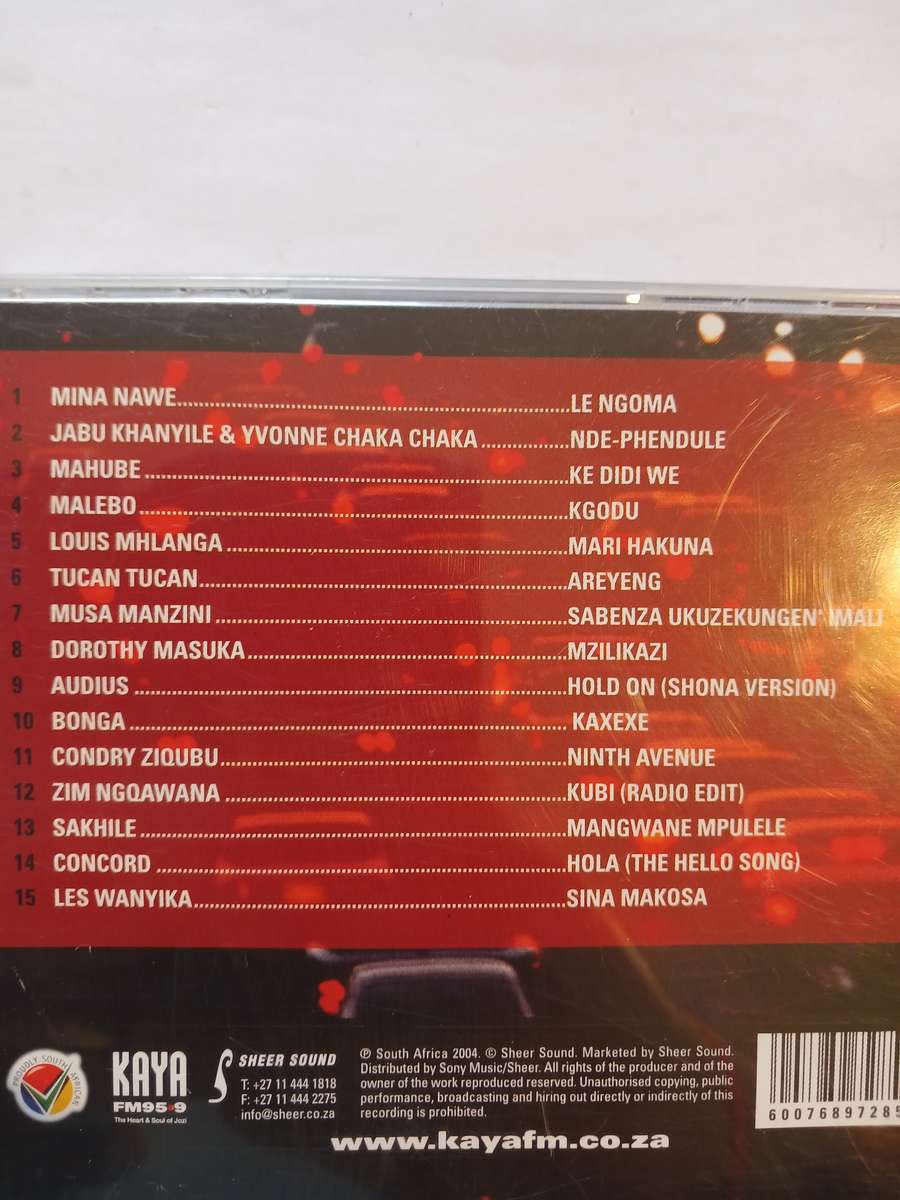 1 MINA NAWE..........LE NGOMA
2 JABU KHANYILE & YVONNE CHAKA CHAKA..........NDE-PHENDULE
3 MAHUBE..........KE DIDI WE
4 MALEBO..........KGODU
5 LOUIS MHLANGA..........MARI HAKUNA
6 TUCAN TUCAN..........AREYENG
7 MUSA MANZINI..........SABENZA UKUZEKUNGEN' IMALI
8 DOROTHY MASUKA..........MZILIKAZI
9 AUDIUS..........HOLD ON (SHONA VERSION)
10 BONGA..........KAXEXE
11 CONDRY ZIQUBU..........NINTH AVENUE
12 ZIM NGQAWANA..........KUBI (RADIO EDIT)
13 SAKHILE..........MANGWANE MPULELE
14 CONCORD..........HOLA (THE HELLO SONG)
15 LES WANYIKA..........SINA MAKOSA
PROUDLY SOUTH AFRICAN
KAYA
FM95.9
The Heart & Soul of Jozi
SHEER SOUND
T: +27 11 444 1818
F: +27 11 444 2275
info@sheer.co.za
℗ South Africa 2004. © Sheer Sound. Marketed by Sheer Sound.
Distributed by Sony Music/Sheer. All rights of the producer and of the
owner of the work reproduced reserved. Unauthorised copying, public
performance, broadcasting and hiring out directly or indirectly of this
recording is prohibited.
www.kayafm.co.za
60076897285